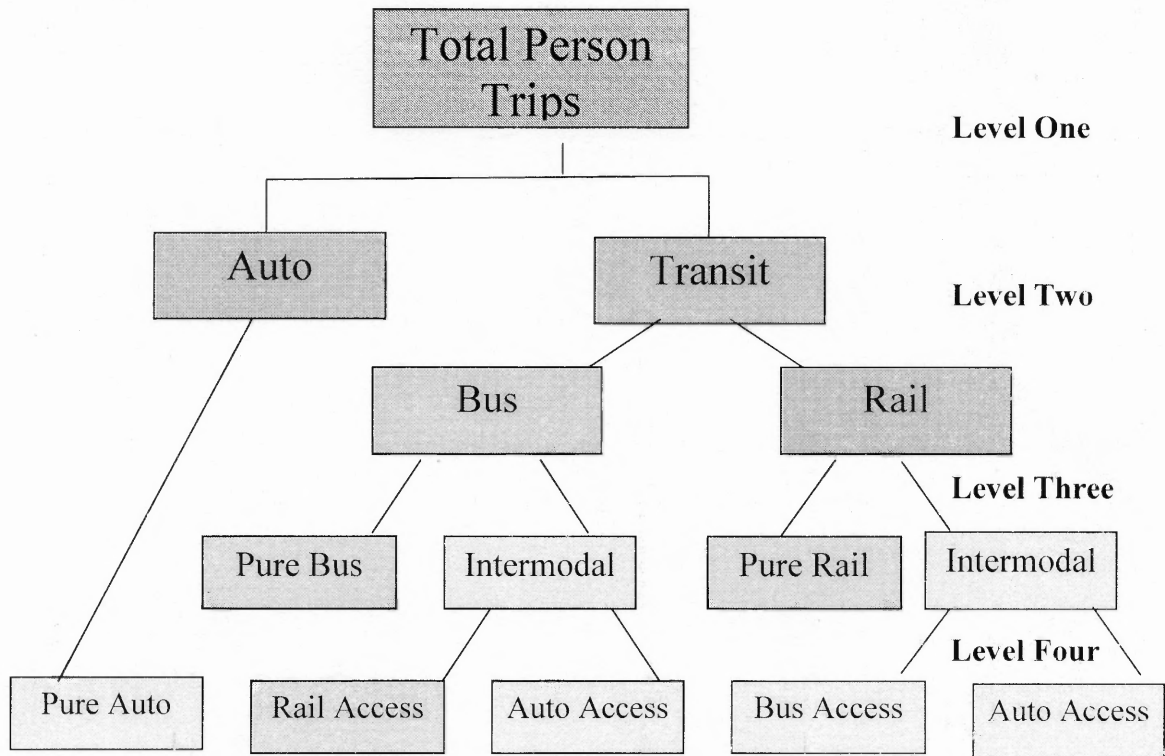 Total Person
Trips
Level One
Auto
Transit
Level Two
Bus
Rail
Level Three
Pure Bus
Intermodal
Pure Rail
Intermodal
Level Four
Pure Auto
Rail Access
Auto Access
Bus Access
Auto Access